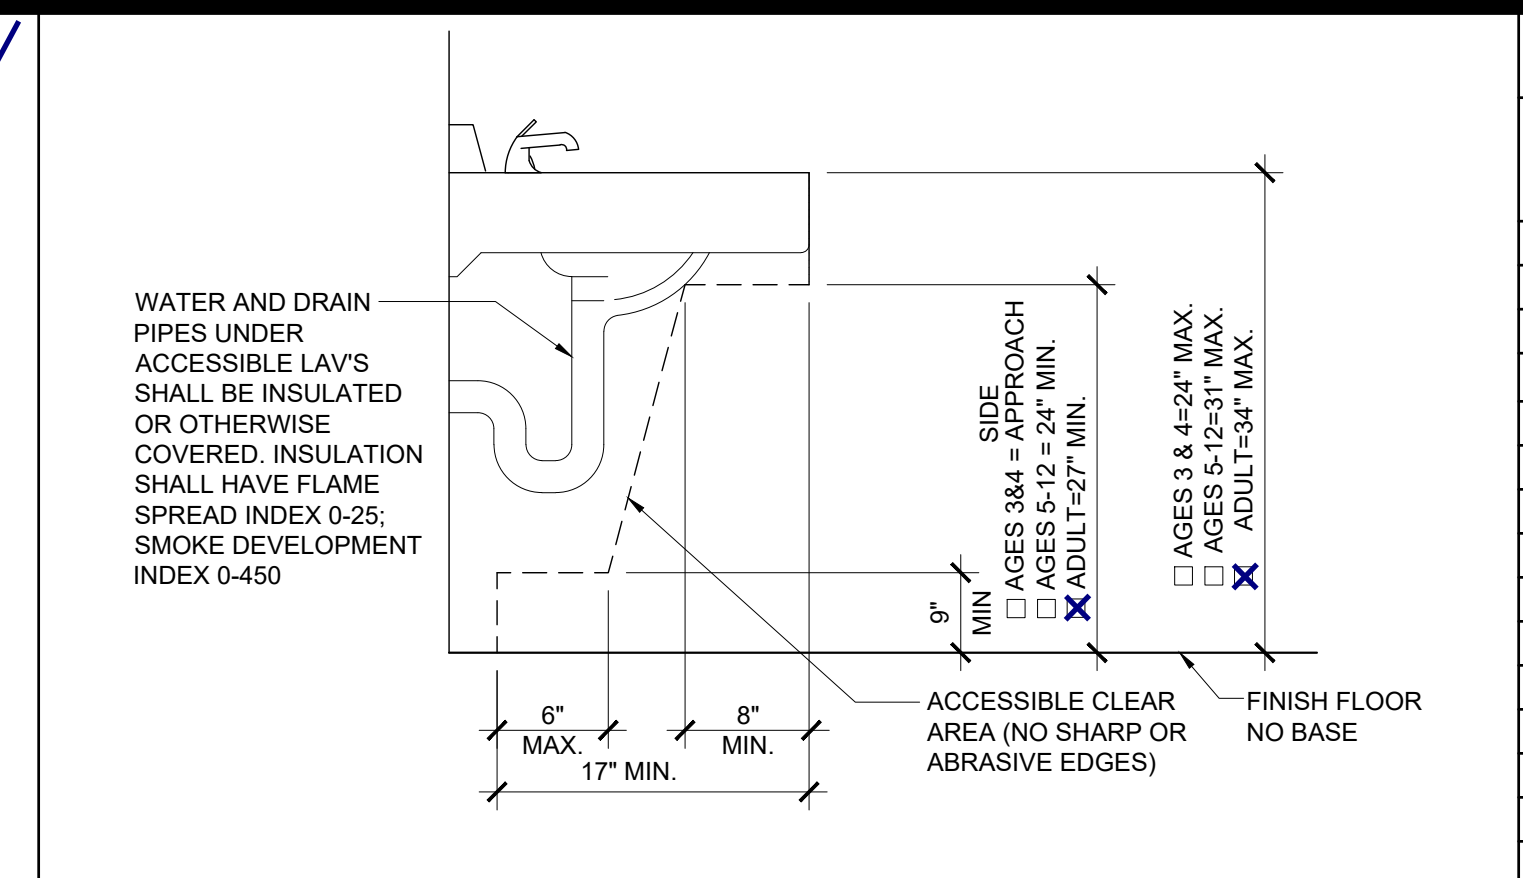 WATER AND DRAIN
PIPES UNDER
ACCESSIBLE LAV'S
SHALL BE INSULATED
OR OTHERWISE
COVERED. INSULATION
SHALL HAVE FLAME
SPREAD INDEX 0-25;
SMOKE DEVELOPMENT
INDEX 0-450
SIDE
AGES 3&4 = APPROACH
AGES 5-12 = 24" MIN.
ADULT=27" MIN.
AGES 3 & 4=24" MAX.
AGES 5-12=31" MAX.
ADULT=34" MAX.
9"
MIN
6"
MAX.
8"
MIN.
17" MIN.
ACCESSIBLE CLEAR
AREA (NO SHARP OR
ABRASIVE EDGES)
FINISH FLOOR
NO BASE